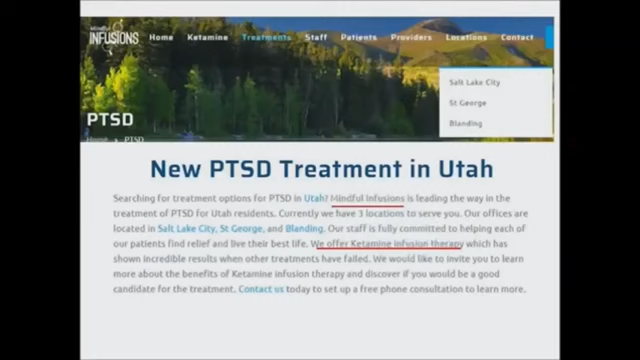 Mindful
INFUSIONS
Home Ketamine Treatments Staff Patients Providers Locations Contact
Salt Lake City
St George
Blanding
PTSD
Home > PTSD
New PTSD Treatment in Utah
Searching for treatment options for PTSD in Utah? Mindful Infusions is leading the way in the
treatment of PTSD for Utah residents. Currently we have 3 locations to serve you. Our offices are
located in Salt Lake City, St George, and Blanding. Our staff is fully committed to helping each of
our patients find relief and live their best life. We offer Ketamine infusion therapy which has
shown incredible results when other treatments have failed. We would like to invite you to learn
more about the benefits of Ketamine infusion therapy and discover if you would be a good
candidate for the treatment. Contact us today to set up a free phone consultation to learn more.